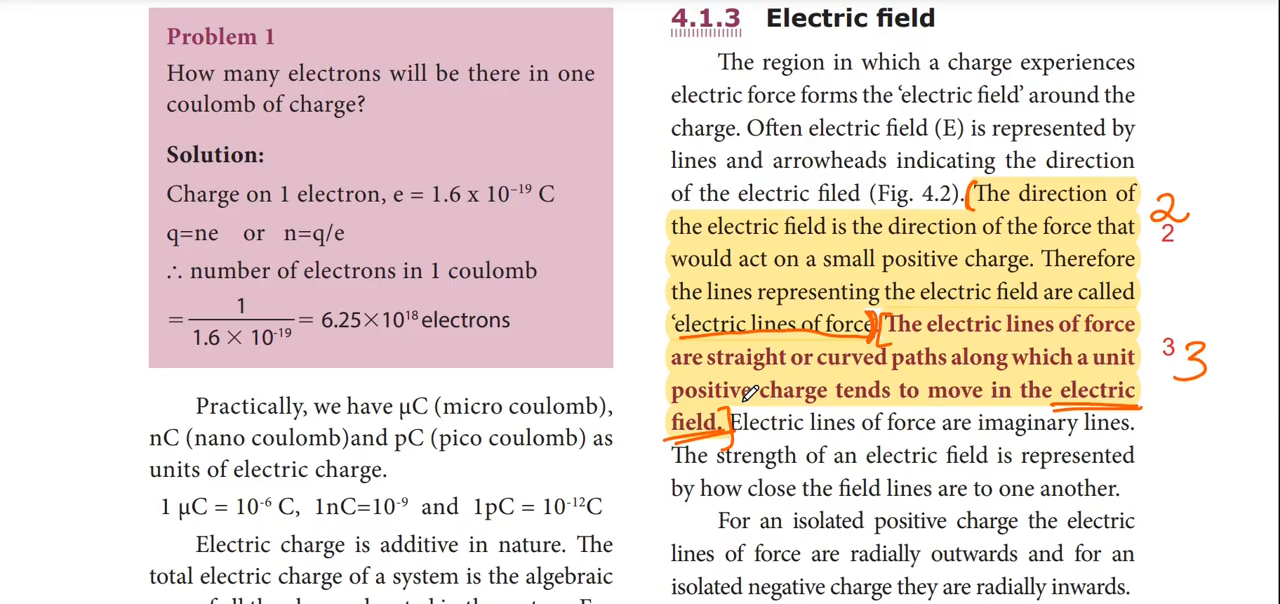 Problem 1
How many electrons will be there in one
coulomb of charge?
Solution:
Charge on 1 electron, e = 1.6 x 10⁻¹⁹ C
q=ne or n=q/e
∴ number of electrons in 1 coulomb
= 1 / 1.6 × 10⁻¹⁹ = 6.25×10¹⁸ electrons
Practically, we have µC (micro coulomb),
nC (nano coulomb)and pC (pico coulomb) as
units of electric charge.
1 µC = 10⁻⁶ C, 1nC=10⁻⁹ and 1pC = 10⁻¹²C
Electric charge is additive in nature. The
total electric charge of a system is the algebraic
4.1.3 Electric field
The region in which a charge experiences
electric force forms the ‘electric field’ around the
charge. Often electric field (E) is represented by
lines and arrowheads indicating the direction
of the electric filed (Fig. 4.2). (The direction of 2
the electric field is the direction of the force that 2
would act on a small positive charge. Therefore
the lines representing the electric field are called
‘electric lines of force) [The electric lines of force
are straight or curved paths along which a unit 3 3
positive charge tends to move in the electric
field.] Electric lines of force are imaginary lines.
The strength of an electric field is represented
by how close the field lines are to one another.
For an isolated positive charge the electric
lines of force are radially outwards and for an
isolated negative charge they are radially inwards.